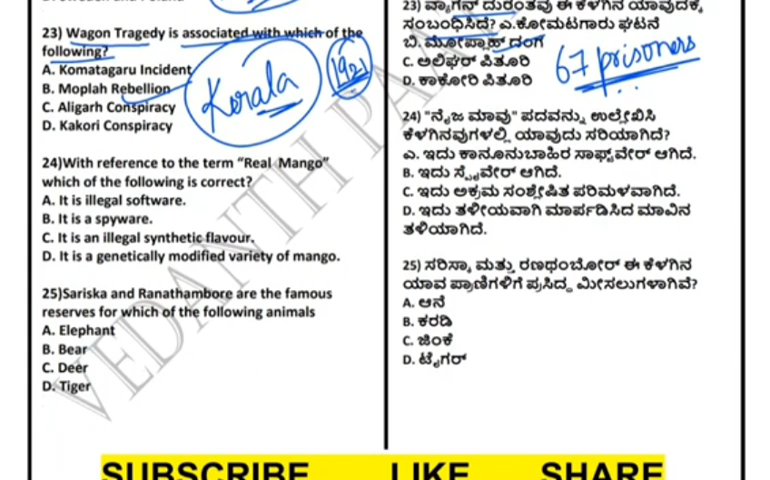 23) Wagon Tragedy is associated with which of the
following?
A. Komatagaru Incident
B. Moplah Rebellion
C. Aligarh Conspiracy
D. Kakori Conspiracy
Kerala
1921
24)With reference to the term “Real Mango”
which of the following is correct?
A. It is illegal software.
B. It is a spyware.
C. It is an illegal synthetic flavour.
D. It is a genetically modified variety of mango.
25)Sariska and Ranathambore are the famous
reserves for which of the following animals
A. Elephant
B. Bear
C. Deer
D. Tiger
23) ವ್ಯಾಗನ್ ದುರಂತವು ಈ ಕೆಳಗಿನ ಯಾವುದಕ್ಕೆ
ಸಂಬಂಧಿಸಿದೆ? ಎ.ಕೋಮಟಗಾರು ಘಟನೆ
ಬಿ. ಮೋಪ್ಲಾಹ್ ದಂಗೆ
C. ಅಲಿಘರ್ ಪಿತೂರಿ
D. ಕಾಕೋರಿ ಪಿತೂರಿ
67 prisoners
24) "ನೈಜ ಮಾವು" ಪದವನ್ನು ಉಲ್ಲೇಖಿಸಿ
ಕೆಳಗಿನವುಗಳಲ್ಲಿ ಯಾವುದು ಸರಿಯಾಗಿದೆ?
ಎ. ಇದು ಕಾನೂನುಬಾಹಿರ ಸಾಫ್ಟ್‌ವೇರ್ ಆಗಿದೆ.
B. ಇದು ಸ್ಪೈವೇರ್ ಆಗಿದೆ.
C. ಇದು ಅಕ್ರಮ ಸಂಶ್ಲೇಷಿತ ಪರಿಮಳವಾಗಿದೆ.
D. ಇದು ತಳೀಯವಾಗಿ ಮಾರ್ಪಡಿಸಿದ ಮಾವಿನ
ತಳಿಯಾಗಿದೆ.
25) ಸರಿಸ್ಕಾ ಮತ್ತು ರಣಥಂಬೋರ್ ಈ ಕೆಳಗಿನ
ಯಾವ ಪ್ರಾಣಿಗಳಿಗೆ ಪ್ರಸಿದ್ಧ ಮೀಸಲುಗಳಾಗಿವೆ?
A. ಆನೆ
B. ಕರಡಿ
C. ಜಿಂಕೆ
D. ಟೈಗರ್
VEDANTH
SUBSCRIBE LIKE SHARE